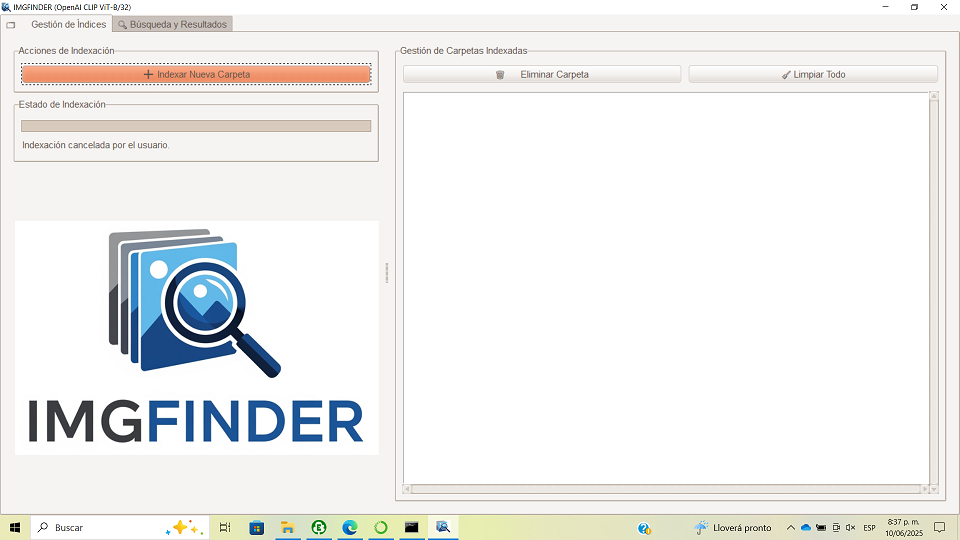 IMGFINDER (OpenAI CLIP ViT-B/32)
Gestión de Índices
Búsqueda y Resultados
Acciones de Indexación
Indexar Nueva Carpeta
Estado de Indexación
Indexación cancelada por el usuario.
IMGFINDER
Gestión de Carpetas Indexadas
Eliminar Carpeta
Limpiar Todo
Buscar
Lloverá pronto
ESP
8:37 p. m.
10/06/2025